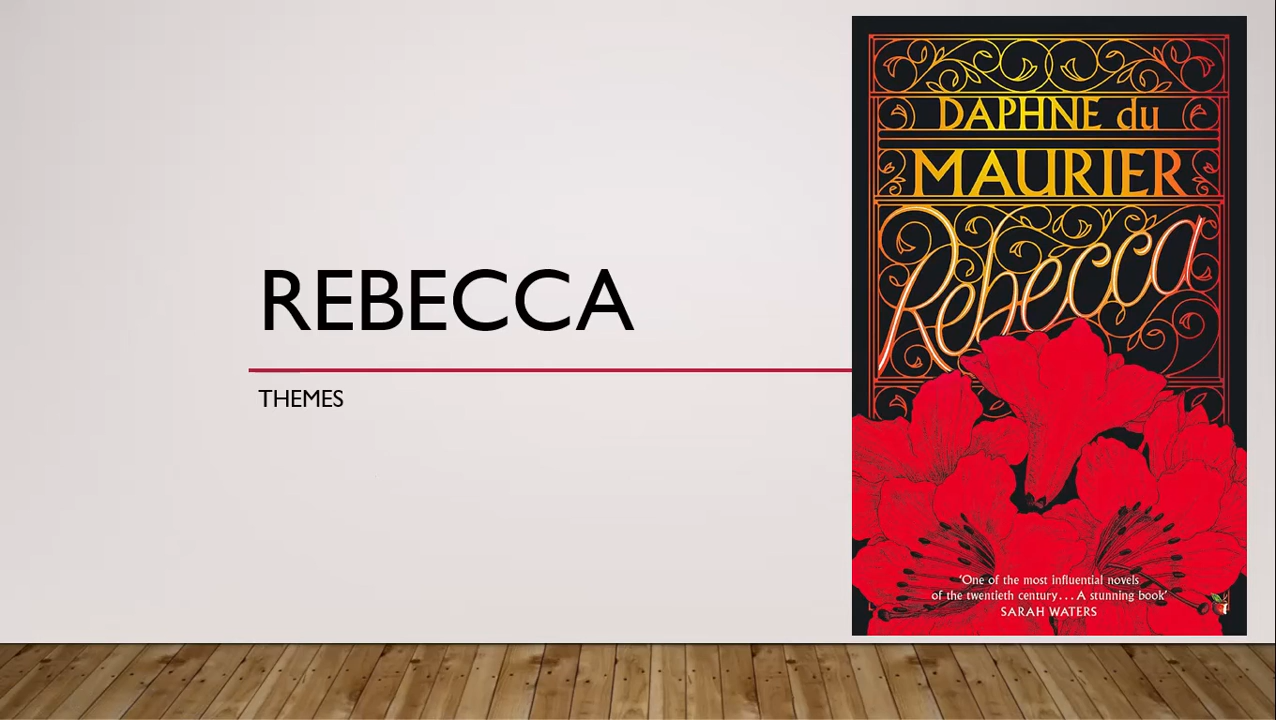 REBECCA
THEMES
DAPHNE du
MAURIER
Rebecca
‘One of the most influential novels
of the twentieth century...A stunning book’
SARAH WATERS